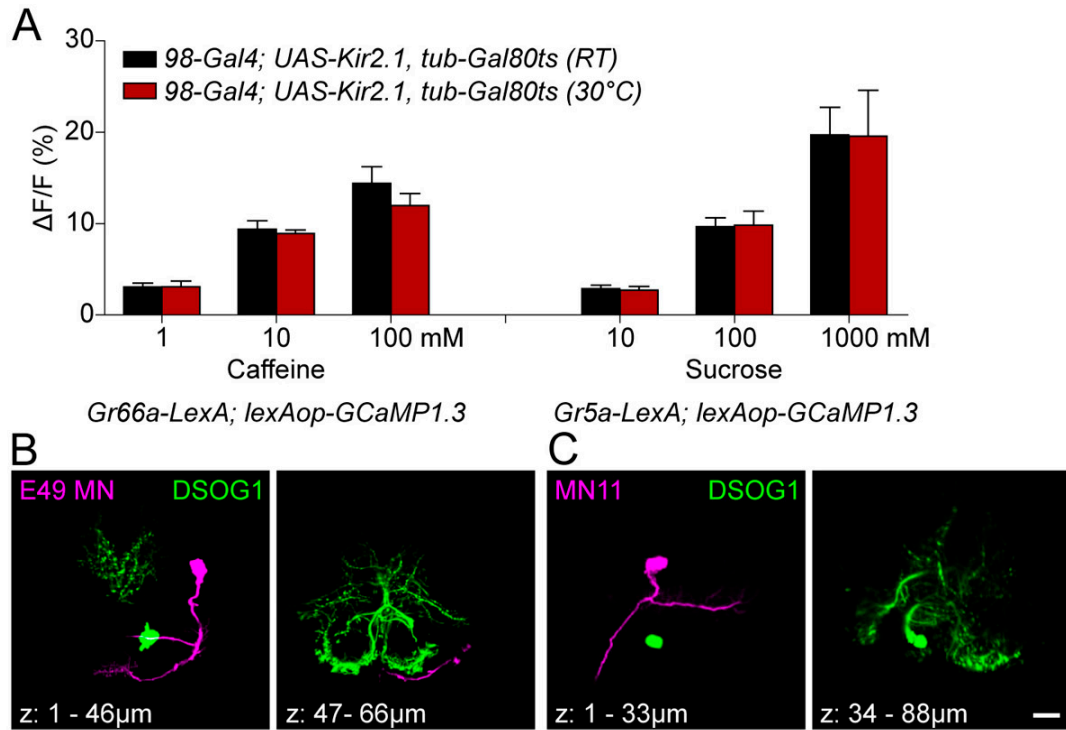 A
30
98-Gal4; UAS-Kir2.1, tub-Gal80ts (RT)
98-Gal4; UAS-Kir2.1, tub-Gal80ts (30°C)
20
ΔF/F (%)
10
0
1 10 100 mM 10 100 1000 mM
Caffeine Sucrose
Gr66a-LexA; lexAop-GCaMP1.3 Gr5a-LexA; lexAop-GCaMP1.3
B C
E49 MN DSOG1 MN11 DSOG1
z: 1 - 46µm z: 47- 66µm z: 1 - 33µm z: 34 - 88µm